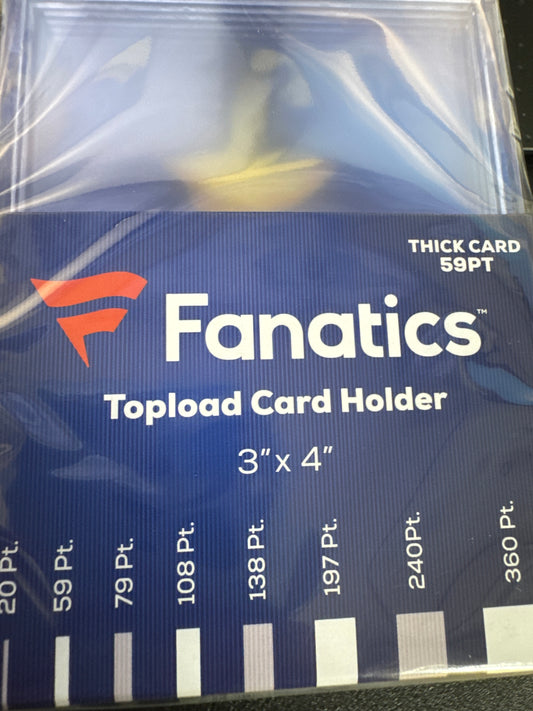 THICK CARD
59PT
Fanatics™
Topload Card Holder
3" x 4"
20 Pt.
59 Pt.
79 Pt.
108 Pt.
138 Pt.
197 Pt.
240Pt.
360 Pt.